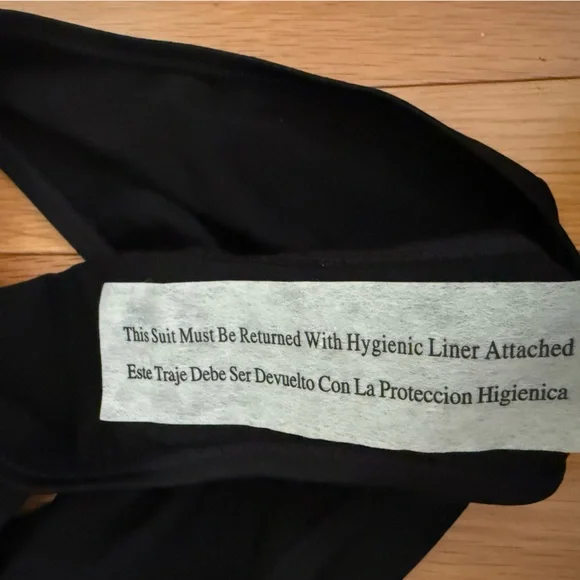 This Suit Must Be Returned With Hygienic Liner Attached
Este Traje Debe Ser Devuelto Con La Proteccion Higienica